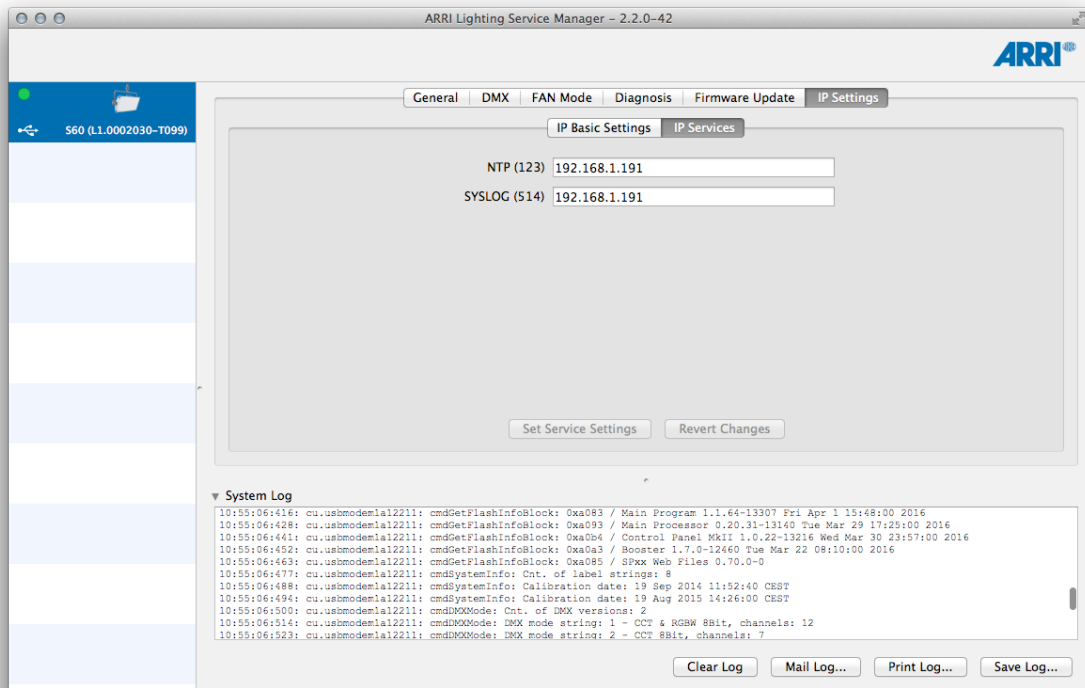 ARRI Lighting Service Manager - 2.2.0-42
ARRI
S60 (L1.0002030-T099)
General DMX FAN Mode Diagnosis Firmware Update IP Settings
IP Basic Settings IP Services
NTP (123) 192.168.1.191
SYSLOG (514) 192.168.1.191
Set Service Settings Revert Changes
System Log
10:55:06:416: cu.usbmodem1a12211: cmdGetFlashInfoBlock: 0xa083 / Main Program 1.1.64-13307 Fri Apr 1 15:48:00 2016
10:55:06:428: cu.usbmodem1a12211: cmdGetFlashInfoBlock: 0xa093 / Main Processor 0.20.31-13140 Tue Mar 29 17:25:00 2016
10:55:06:441: cu.usbmodem1a12211: cmdGetFlashInfoBlock: 0xa0b4 / Control Panel MkII 1.0.22-13216 Wed Mar 30 23:57:00 2016
10:55:06:452: cu.usbmodem1a12211: cmdGetFlashInfoBlock: 0xa0a3 / Booster 1.7.0-12460 Tue Mar 22 08:10:00 2016
10:55:06:463: cu.usbmodem1a12211: cmdGetFlashInfoBlock: 0xa085 / SPxx Web Files 0.70.0-0
10:55:06:477: cu.usbmodem1a12211: cmdSystemInfo: Cnt. of label strings: 8
10:55:06:488: cu.usbmodem1a12211: cmdSystemInfo: Calibration date: 19 Sep 2014 11:52:40 CEST
10:55:06:494: cu.usbmodem1a12211: cmdSystemInfo: Calibration date: 19 Aug 2015 14:26:00 CEST
10:55:06:500: cu.usbmodem1a12211: cmdDMXMode: Cnt. of DMX versions: 2
10:55:06:514: cu.usbmodem1a12211: cmdDMXMode: DMX mode string: 1 - CCT & RGBW 8Bit, channels: 12
10:55:06:523: cu.usbmodem1a12211: cmdDMXMode: DMX mode string: 2 - CCT 8Bit, channels: 7
Clear Log Mail Log... Print Log... Save Log...